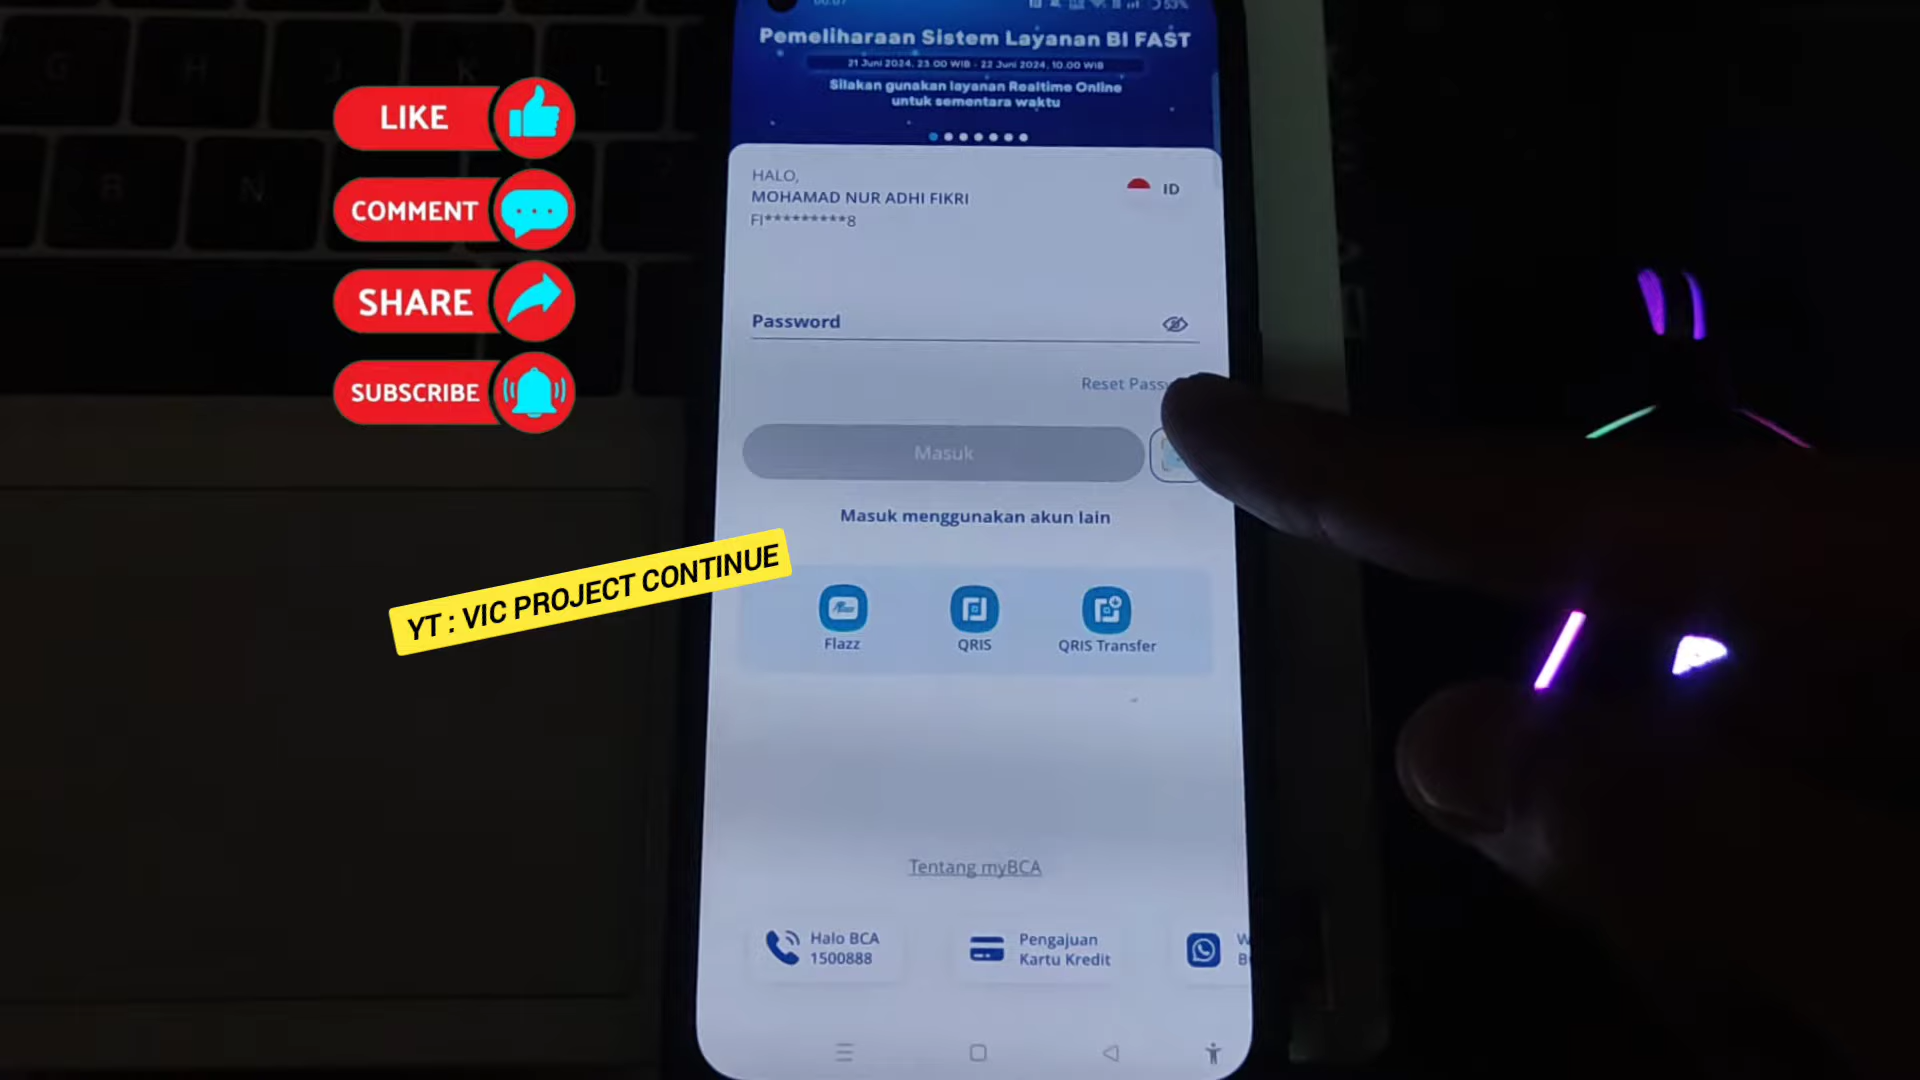 Pemeliharaan Sistem Layanan BI FAST
21 Juni 2024, 23.00 WIB - 22 Juni 2024, 10.00 WIB
Silakan gunakan layanan Realtime Online
untuk sementara waktu
LIKE
COMMENT
SHARE
SUBSCRIBE
HALO,
MOHAMAD NUR ADHI FIKRI
FI*********8
ID
Password
Reset
Masuk
Masuk menggunakan akun lain
YT : VIC PROJECT CONTINUE
Flazz
QRIS
QRIS Transfer
Tentang myBCA
Halo BCA
1500888
Pengajuan
Kartu Kredit